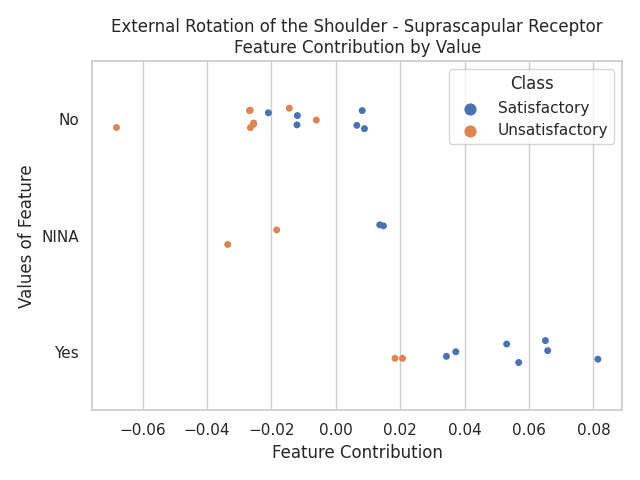 External Rotation of the Shoulder - Suprascapular Receptor
Feature Contribution by Value
Class
Satisfactory
Unsatisfactory
Values of Feature
No
NINA
Yes
−0.06 −0.04 −0.02 0.00 0.02 0.04 0.06 0.08
Feature Contribution